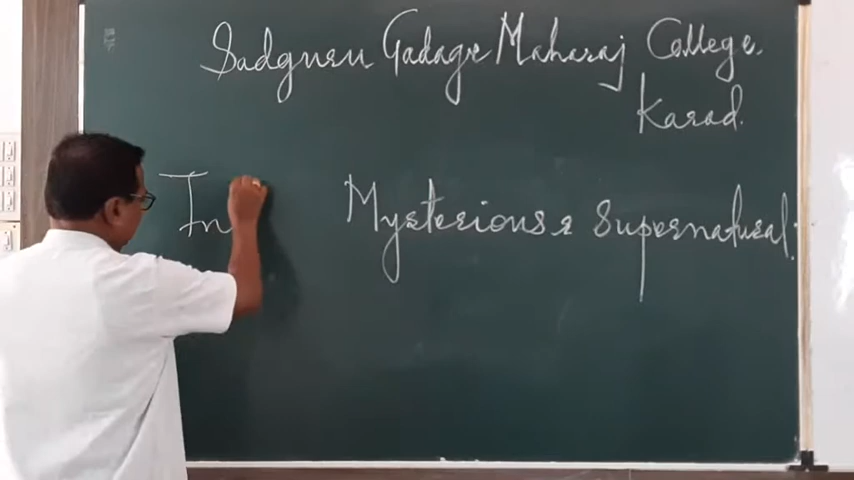 Sadguru Gadage Maharaj College.
Karad.
In Mysterious & Supernatural.